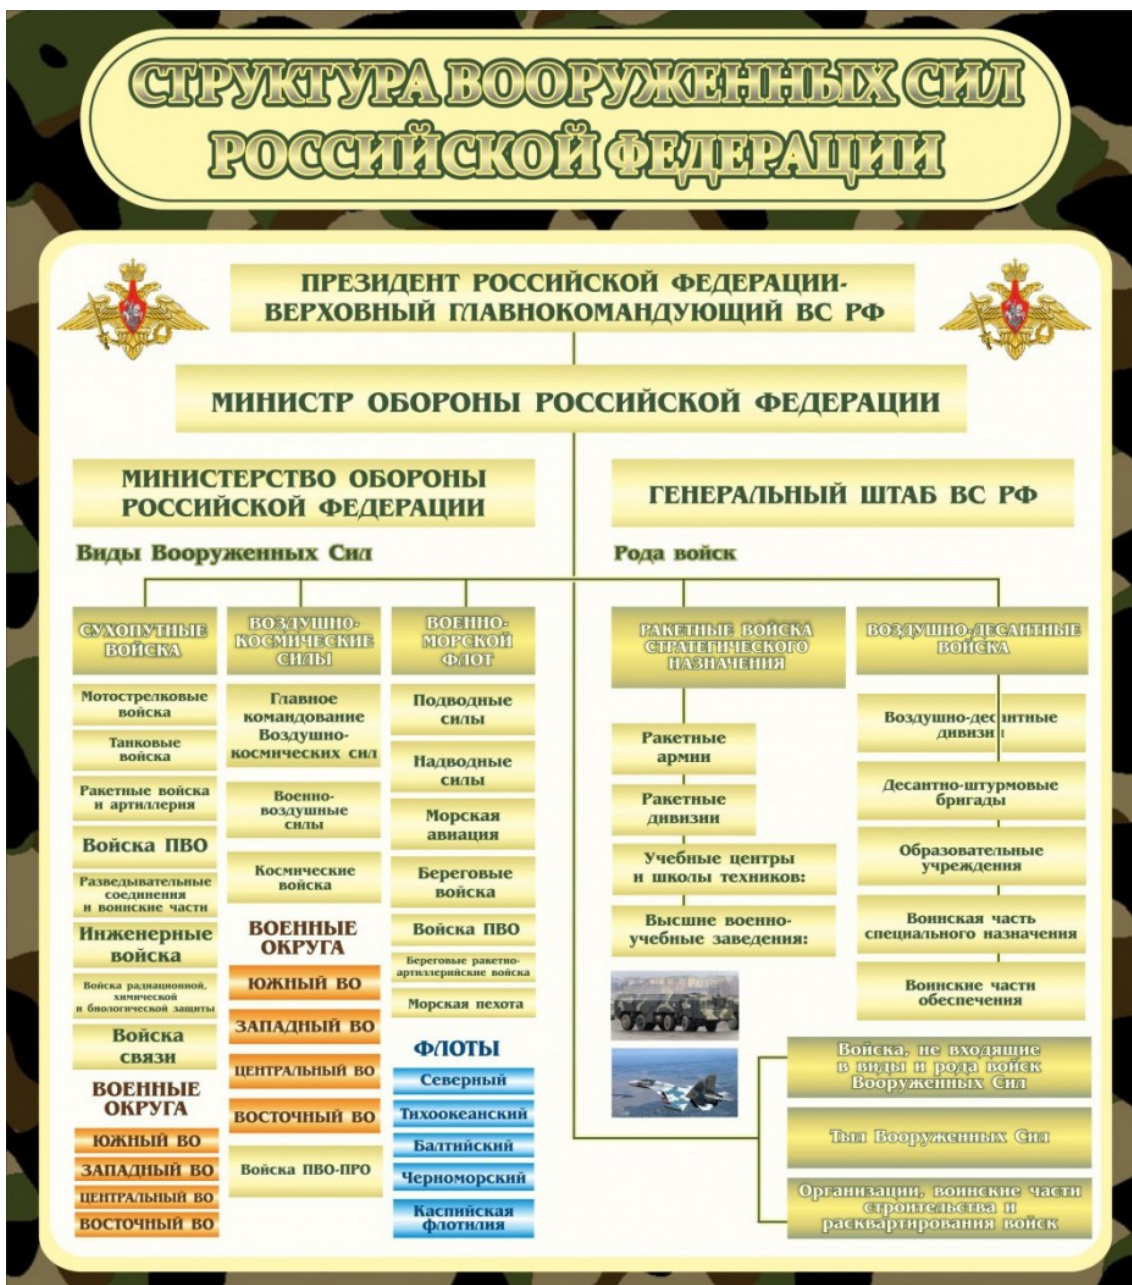 СТРУКТУРА ВООРУЖЕННЫХ СИЛ
РОССИЙСКОЙ ФЕДЕРАЦИИ
ПРЕЗИДЕНТ РОССИЙСКОЙ ФЕДЕРАЦИИ-
ВЕРХОВНЫЙ ГЛАВНОКОМАНДУЮЩИЙ ВС РФ
МИНИСТР ОБОРОНЫ РОССИЙСКОЙ ФЕДЕРАЦИИ
МИНИСТЕРСТВО ОБОРОНЫ
РОССИЙСКОЙ ФЕДЕРАЦИИ
ГЕНЕРАЛЬНЫЙ ШТАБ ВС РФ
Виды Вооруженных Сил
Рода войск
СУХОПУТНЫЕ
ВОЙСКА
Мотострелковые
войска
Танковые
войска
Ракетные войска
и артиллерия
Войска ПВО
Разведывательные
соединения
и воинские части
Инженерные
войска
Войска радиационной,
химической
и биологической защиты
Войска
связи
ВОЕННЫЕ
ОКРУГА
ЮЖНЫЙ ВО
ЗАПАДНЫЙ ВО
ЦЕНТРАЛЬНЫЙ ВО
ВОСТОЧНЫЙ ВО
ВОЗДУШНО-
КОСМИЧЕСКИЕ
СИЛЫ
Главное
командование
Воздушно-
космических сил
Военно-
воздушные
силы
Космические
войска
ВОЕННЫЕ
ОКРУГА
ЮЖНЫЙ ВО
ЗАПАДНЫЙ ВО
ЦЕНТРАЛЬНЫЙ ВО
ВОСТОЧНЫЙ ВО
Войска ПВО-ПРО
ВОЕННО-
МОРСКОЙ
ФЛОТ
Подводные
силы
Надводные
силы
Морская
авиация
Береговые
войска
Войска ПВО
Береговые ракетно-
артиллерийские войска
Морская пехота
ФЛОТЫ
Северный
Тихоокеанский
Балтийский
Черноморский
Каспийская
флотилия
РАКЕТНЫЕ ВОЙСКА
СТРАТЕГИЧЕСКОГО
НАЗНАЧЕНИЯ
Ракетные
армии
Ракетные
дивизии
Учебные центры
и школы техников:
Высшие военно-
учебные заведения:
ВОЗДУШНО-ДЕСАНТНЫЕ
ВОЙСКА
Воздушно-десантные
дивизии
Десантно-штурмовые
бригады
Образовательные
учреждения
Воинская часть
специального назначения
Воинские части
обеспечения
Войска, не входящие
в виды и рода войск
Вооруженных Сил
Тыл Вооруженных Сил
Организации, воинские части
строительства и
расквартирования войск